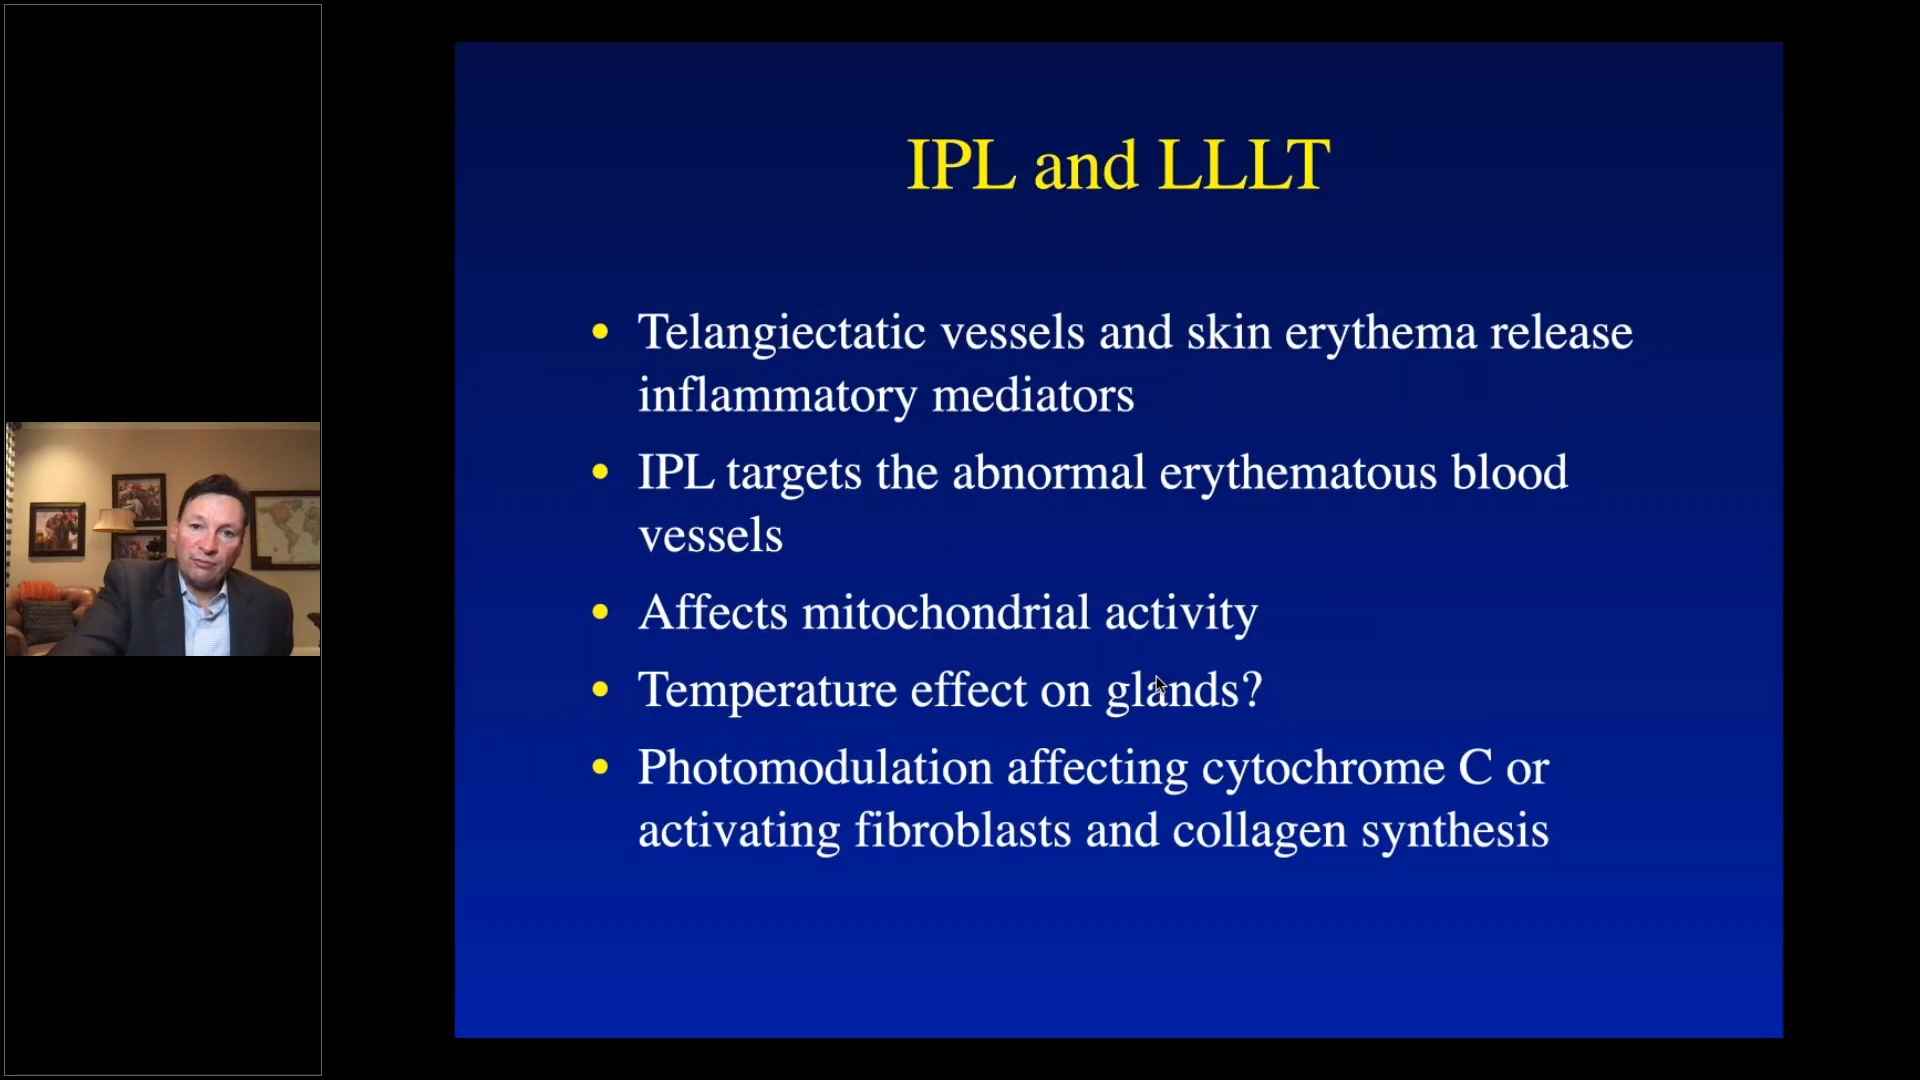 IPL and LLLT
• Telangiectatic vessels and skin erythema release
inflammatory mediators
• IPL targets the abnormal erythematous blood
vessels
• Affects mitochondrial activity
• Temperature effect on glands?
• Photomodulation affecting cytochrome C or
activating fibroblasts and collagen synthesis